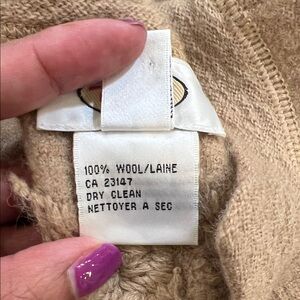 100% WOOL/LAINE
CA 23147
DRY CLEAN
NETTOYER A SEC